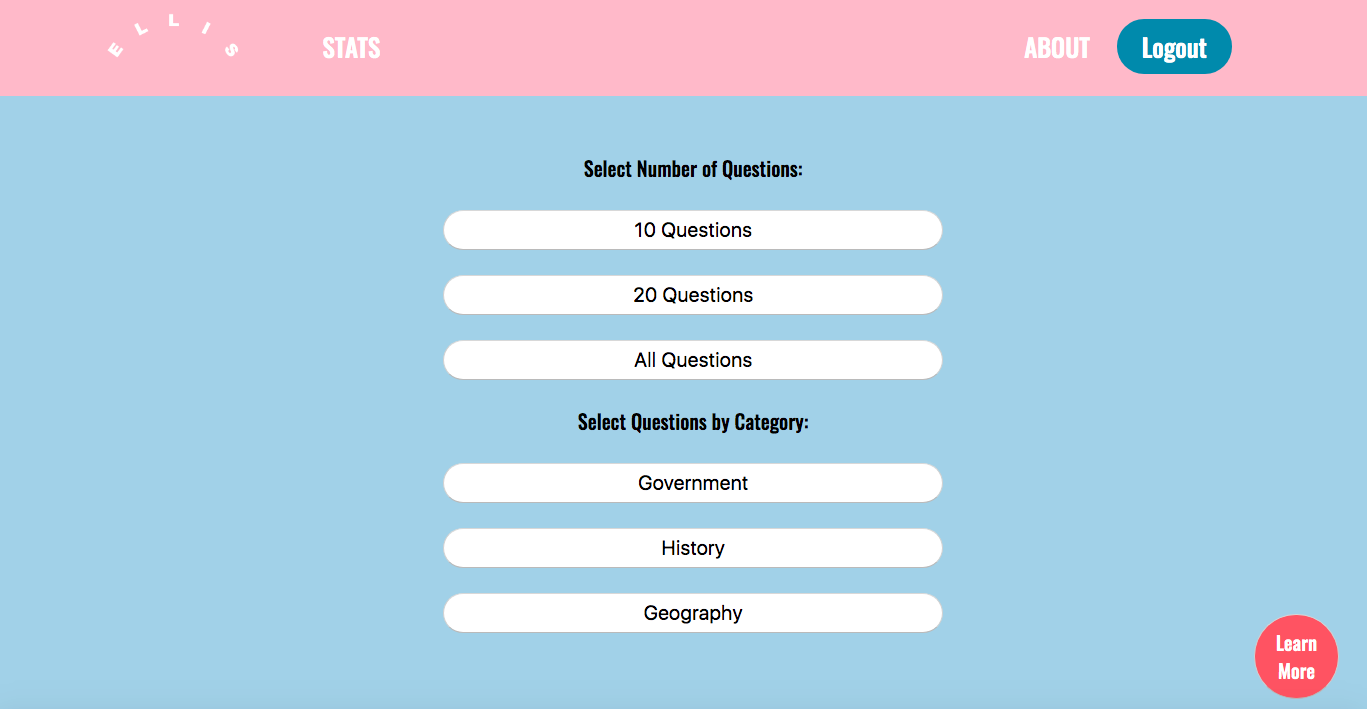 ELLIS
STATS
ABOUT
Logout
Select Number of Questions:
10 Questions
20 Questions
All Questions
Select Questions by Category:
Government
History
Geography
Learn
More